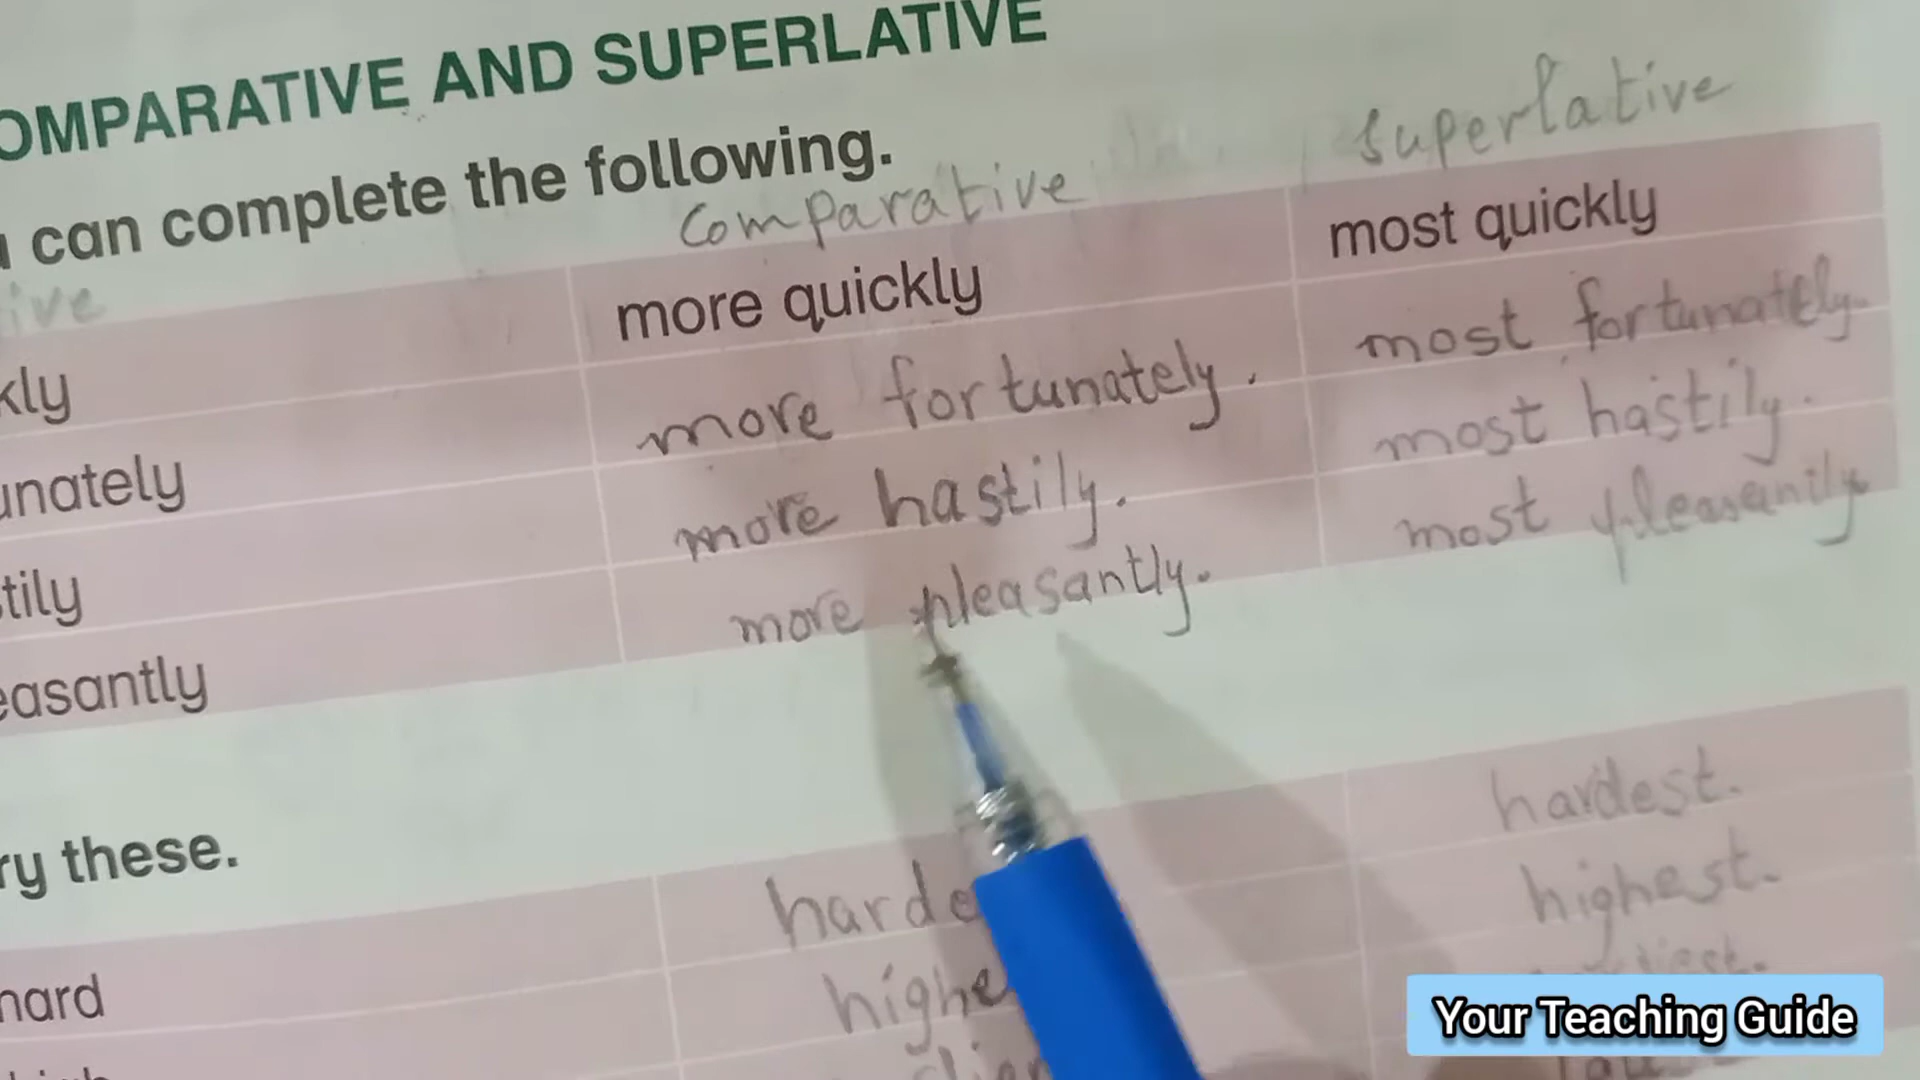 OMPARATIVE AND SUPERLATIVE
can complete the following.
ive Comparative superlative
kly more quickly most quickly
unately more fortunately. most fortunately.
tily more hastily. most hastily.
easantly more pleasantly. most pleasantly
ry these.
hard harde hardest.
highe highest.
Your Teaching Guide